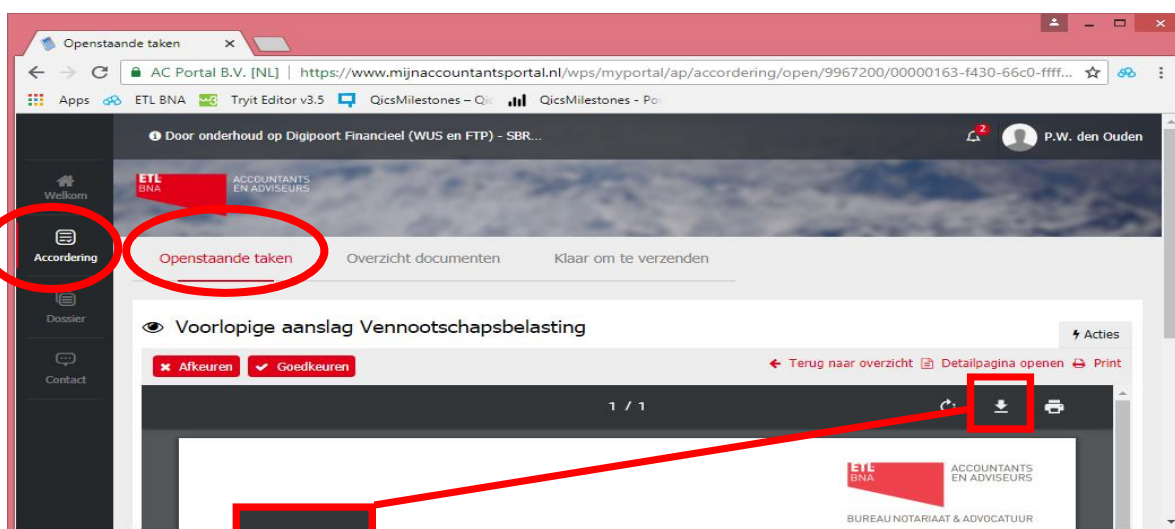 Openstaande taken
AC Portal B.V. [NL] | https://www.mijnaccountantsportal.nl/wps/myportal/ap/accordering/open/9967200/00000163-f430-66c0-ffff...
Apps ETL BNA Tryit Editor v3.5 QicsMilestones – Qic QicsMilestones - Po
Door onderhoud op Digipoort Financieel (WUS en FTP) - SBR...
2
P.W. den Ouden
Welkom
ETL BNA
ACCOUNTANTS
EN ADVISEURS
Accordering
Openstaande taken Overzicht documenten Klaar om te verzenden
Dossier
Voorlopige aanslag Vennootschapsbelasting
Acties
Contact
Afkeuren Goedkeuren
Terug naar overzicht Detailpagina openen Print
1 / 1
ETL BNA
ACCOUNTANTS
EN ADVISEURS
BUREAU NOTARIAAT & ADVOCATUUR